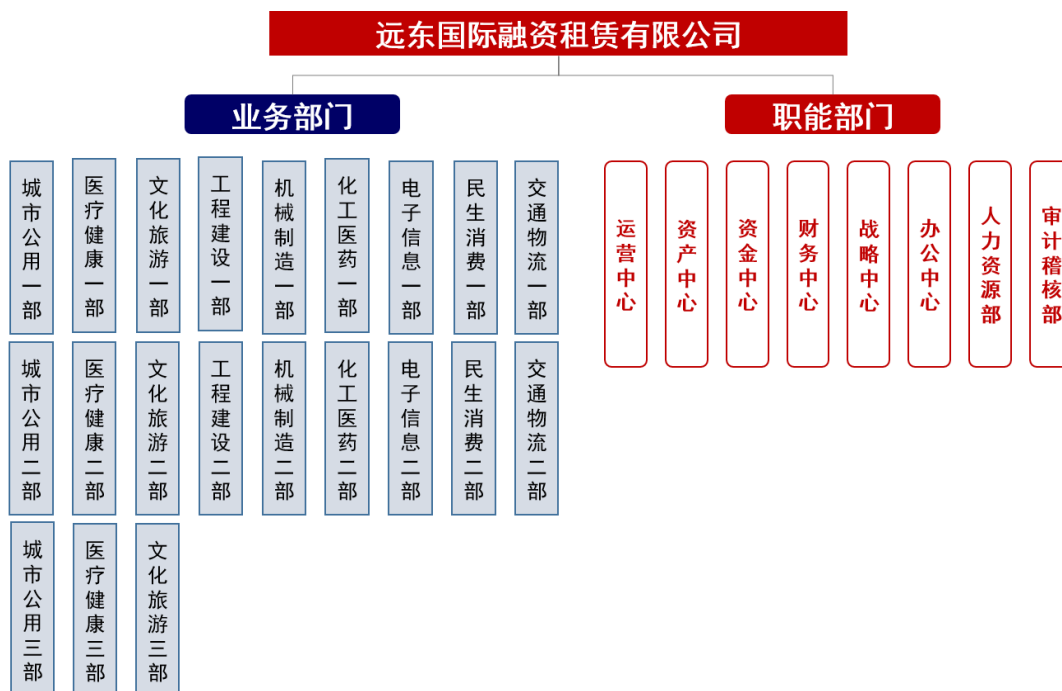 远东国际融资租赁有限公司
业务部门
职能部门
城市公用一部
医疗健康一部
文化旅游一部
工程建设一部
机械制造一部
化工医药一部
电子信息一部
民生消费一部
交通物流一部
运营中心
资产中心
资金中心
财务中心
战略中心
办公中心
人力资源部
审计稽核部
城市公用二部
医疗健康二部
文化旅游二部
工程建设二部
机械制造二部
化工医药二部
电子信息二部
民生消费二部
交通物流二部
城市公用三部
医疗健康三部
文化旅游三部